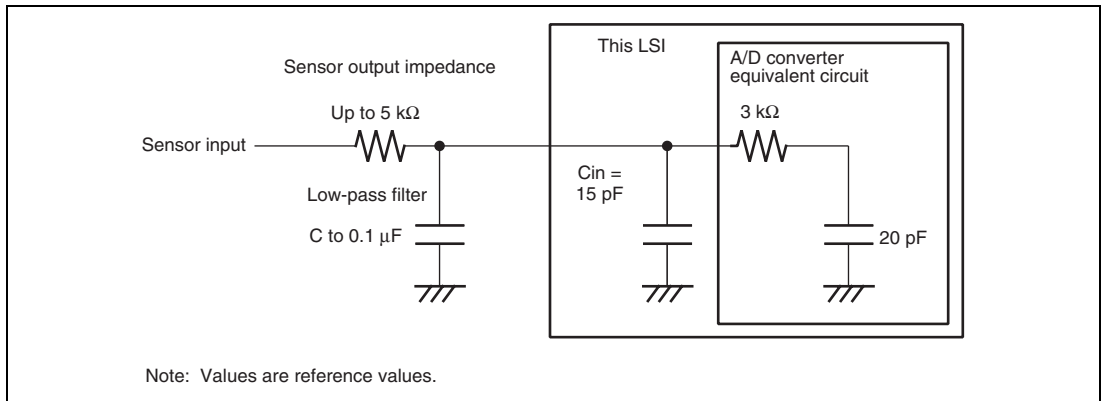 This LSI
A/D converter
equivalent circuit
Sensor output impedance
Up to 5 kΩ
3 kΩ
Sensor input
Cin =
15 pF
Low-pass filter
C to 0.1 μF
20 pF
Note: Values are reference values.